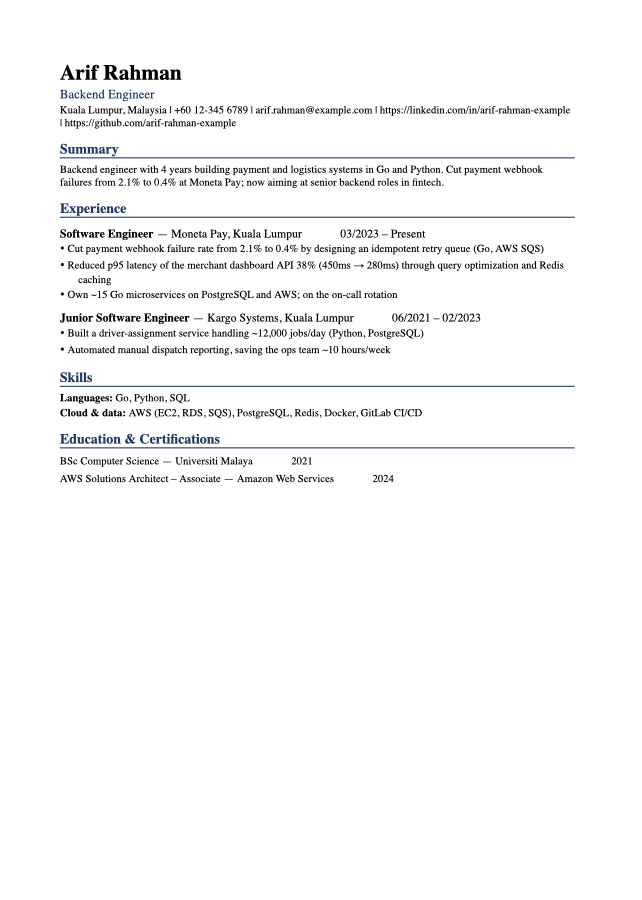 Arif Rahman
Backend Engineer
Kuala Lumpur, Malaysia | +60 12-345 6789 | arif.rahman@example.com | https://linkedin.com/in/arif-rahman-example
| https://github.com/arif-rahman-example
Summary
Backend engineer with 4 years building payment and logistics systems in Go and Python. Cut payment webhook
failures from 2.1% to 0.4% at Moneta Pay; now aiming at senior backend roles in fintech.
Experience
Software Engineer — Moneta Pay, Kuala Lumpur 03/2023 – Present
• Cut payment webhook failure rate from 2.1% to 0.4% by designing an idempotent retry queue (Go, AWS SQS)
• Reduced p95 latency of the merchant dashboard API 38% (450ms → 280ms) through query optimization and Redis
caching
• Own ~15 Go microservices on PostgreSQL and AWS; on the on-call rotation
Junior Software Engineer — Kargo Systems, Kuala Lumpur 06/2021 – 02/2023
• Built a driver-assignment service handling ~12,000 jobs/day (Python, PostgreSQL)
• Automated manual dispatch reporting, saving the ops team ~10 hours/week
Skills
Languages: Go, Python, SQL
Cloud & data: AWS (EC2, RDS, SQS), PostgreSQL, Redis, Docker, GitLab CI/CD
Education & Certifications
BSc Computer Science — Universiti Malaya 2021
AWS Solutions Architect – Associate — Amazon Web Services 2024